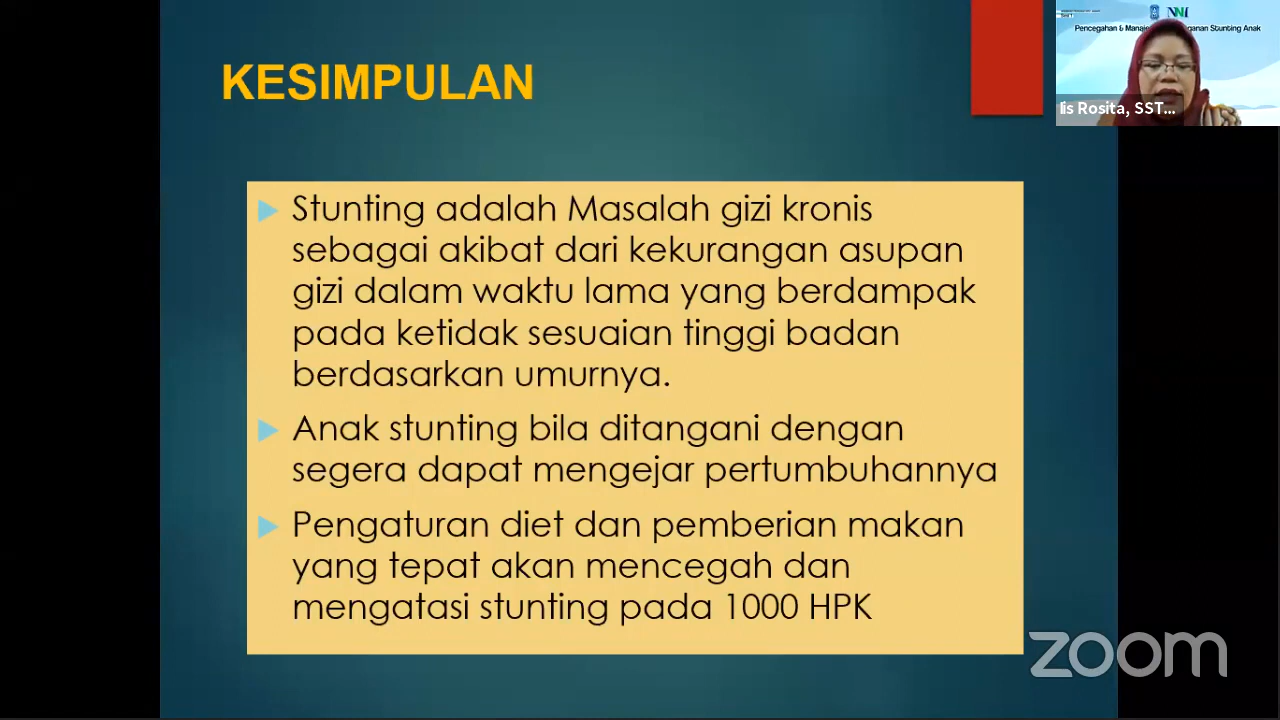 KESIMPULAN
Stunting adalah Masalah gizi kronis
sebagai akibat dari kekurangan asupan
gizi dalam waktu lama yang berdampak
pada ketidak sesuaian tinggi badan
berdasarkan umurnya.
Anak stunting bila ditangani dengan
segera dapat mengejar pertumbuhannya
Pengaturan diet dan pemberian makan
yang tepat akan mencegah dan
mengatasi stunting pada 1000 HPK
Pencegahan & Manaje anan Stunting Anak
Iis Rosita, SST...
zoom